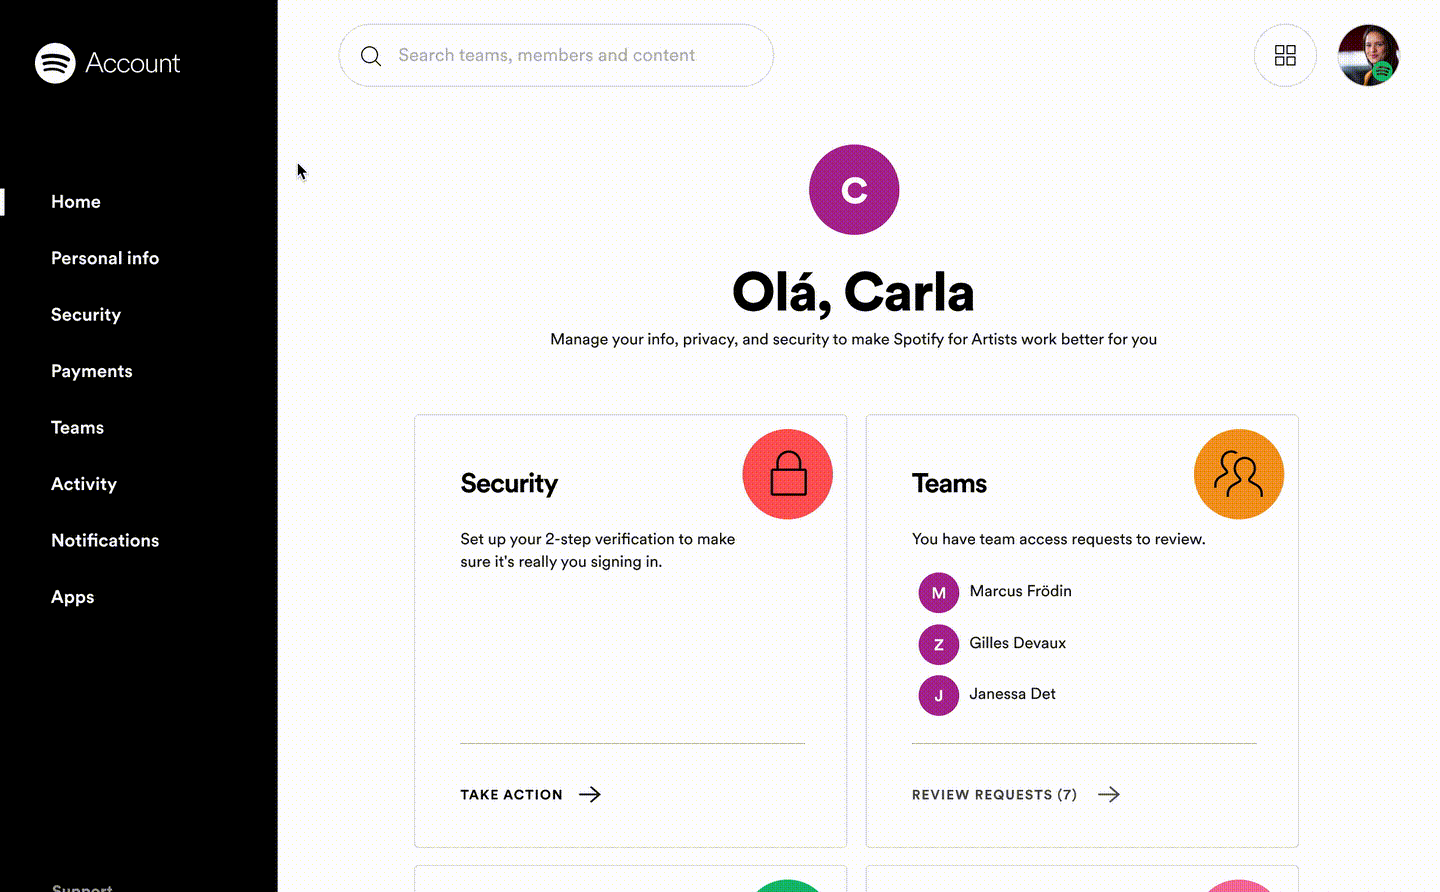 Account
Search teams, members and content
Home
Personal info
Security
Payments
Teams
Activity
Notifications
Apps
Support
C
Olá, Carla
Manage your info, privacy, and security to make Spotify for Artists work better for you
Security
Set up your 2-step verification to make
sure it's really you signing in.
TAKE ACTION
Teams
You have team access requests to review.
M Marcus Frödin
Z Gilles Devaux
J Janessa Det
REVIEW REQUESTS (7)